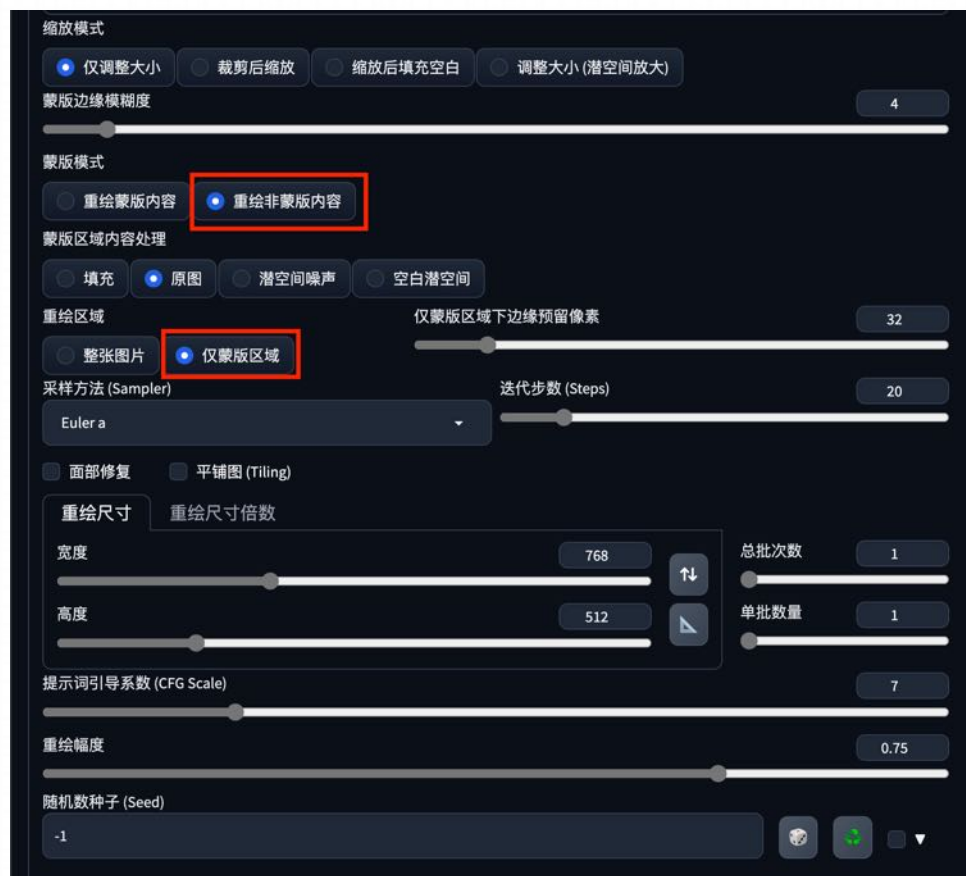 缩放模式
仅调整大小 裁剪后缩放 缩放后填充空白 调整大小 (潜空间放大)
蒙版边缘模糊度 4
蒙版模式
重绘蒙版内容 重绘非蒙版内容
蒙版区域内容处理
填充 原图 潜空间噪声 空白潜空间
重绘区域 仅蒙版区域下边缘预留像素 32
整张图片 仅蒙版区域
采样方法 (Sampler) 迭代步数 (Steps) 20
Euler a
面部修复 平铺图 (Tiling)
重绘尺寸 重绘尺寸倍数
宽度 768 总批次数 1
高度 512 单批数量 1
提示词引导系数 (CFG Scale) 7
重绘幅度 0.75
随机数种子 (Seed)
-1